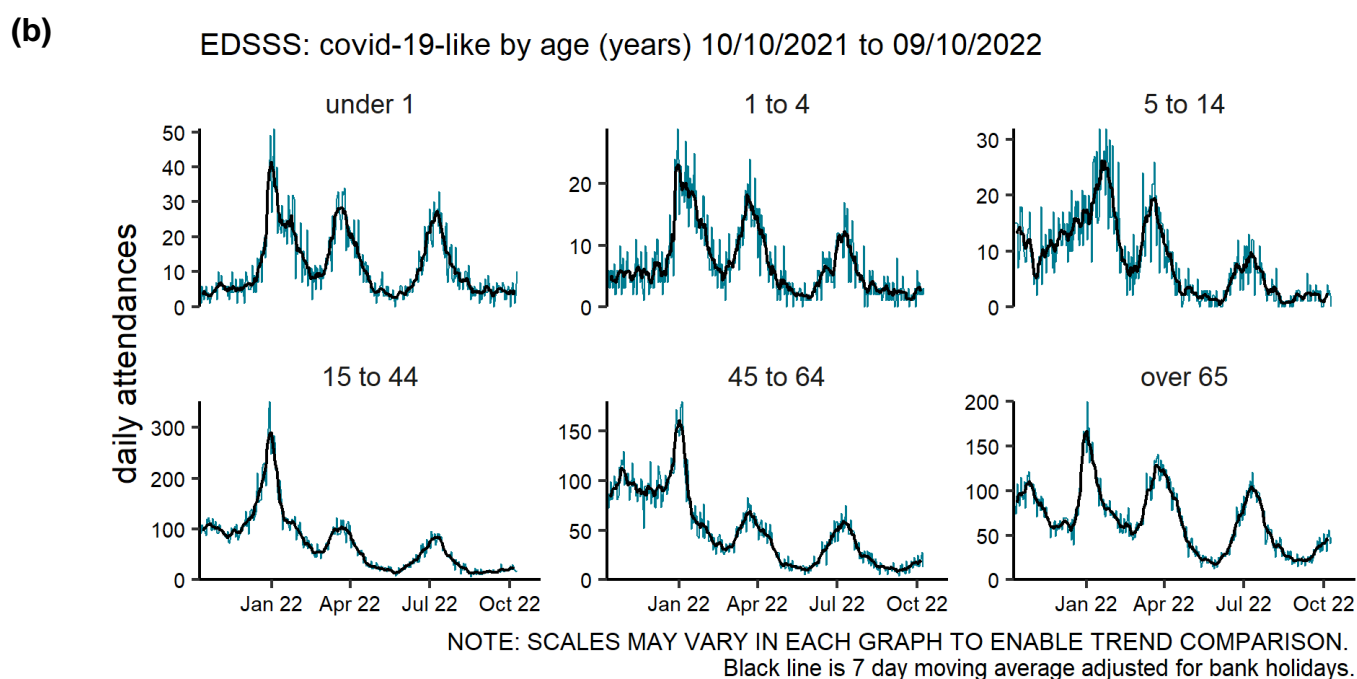 (b)
EDSSS: covid-19-like by age (years) 10/10/2021 to 09/10/2022
daily attendances
under 1
50
40
30
20
10
0
1 to 4
20
10
0
5 to 14
30
20
10
0
15 to 44
300
200
100
0
Jan 22 Apr 22 Jul 22 Oct 22
45 to 64
150
100
50
0
Jan 22 Apr 22 Jul 22 Oct 22
over 65
200
150
100
50
0
Jan 22 Apr 22 Jul 22 Oct 22
NOTE: SCALES MAY VARY IN EACH GRAPH TO ENABLE TREND COMPARISON.
Black line is 7 day moving average adjusted for bank holidays.